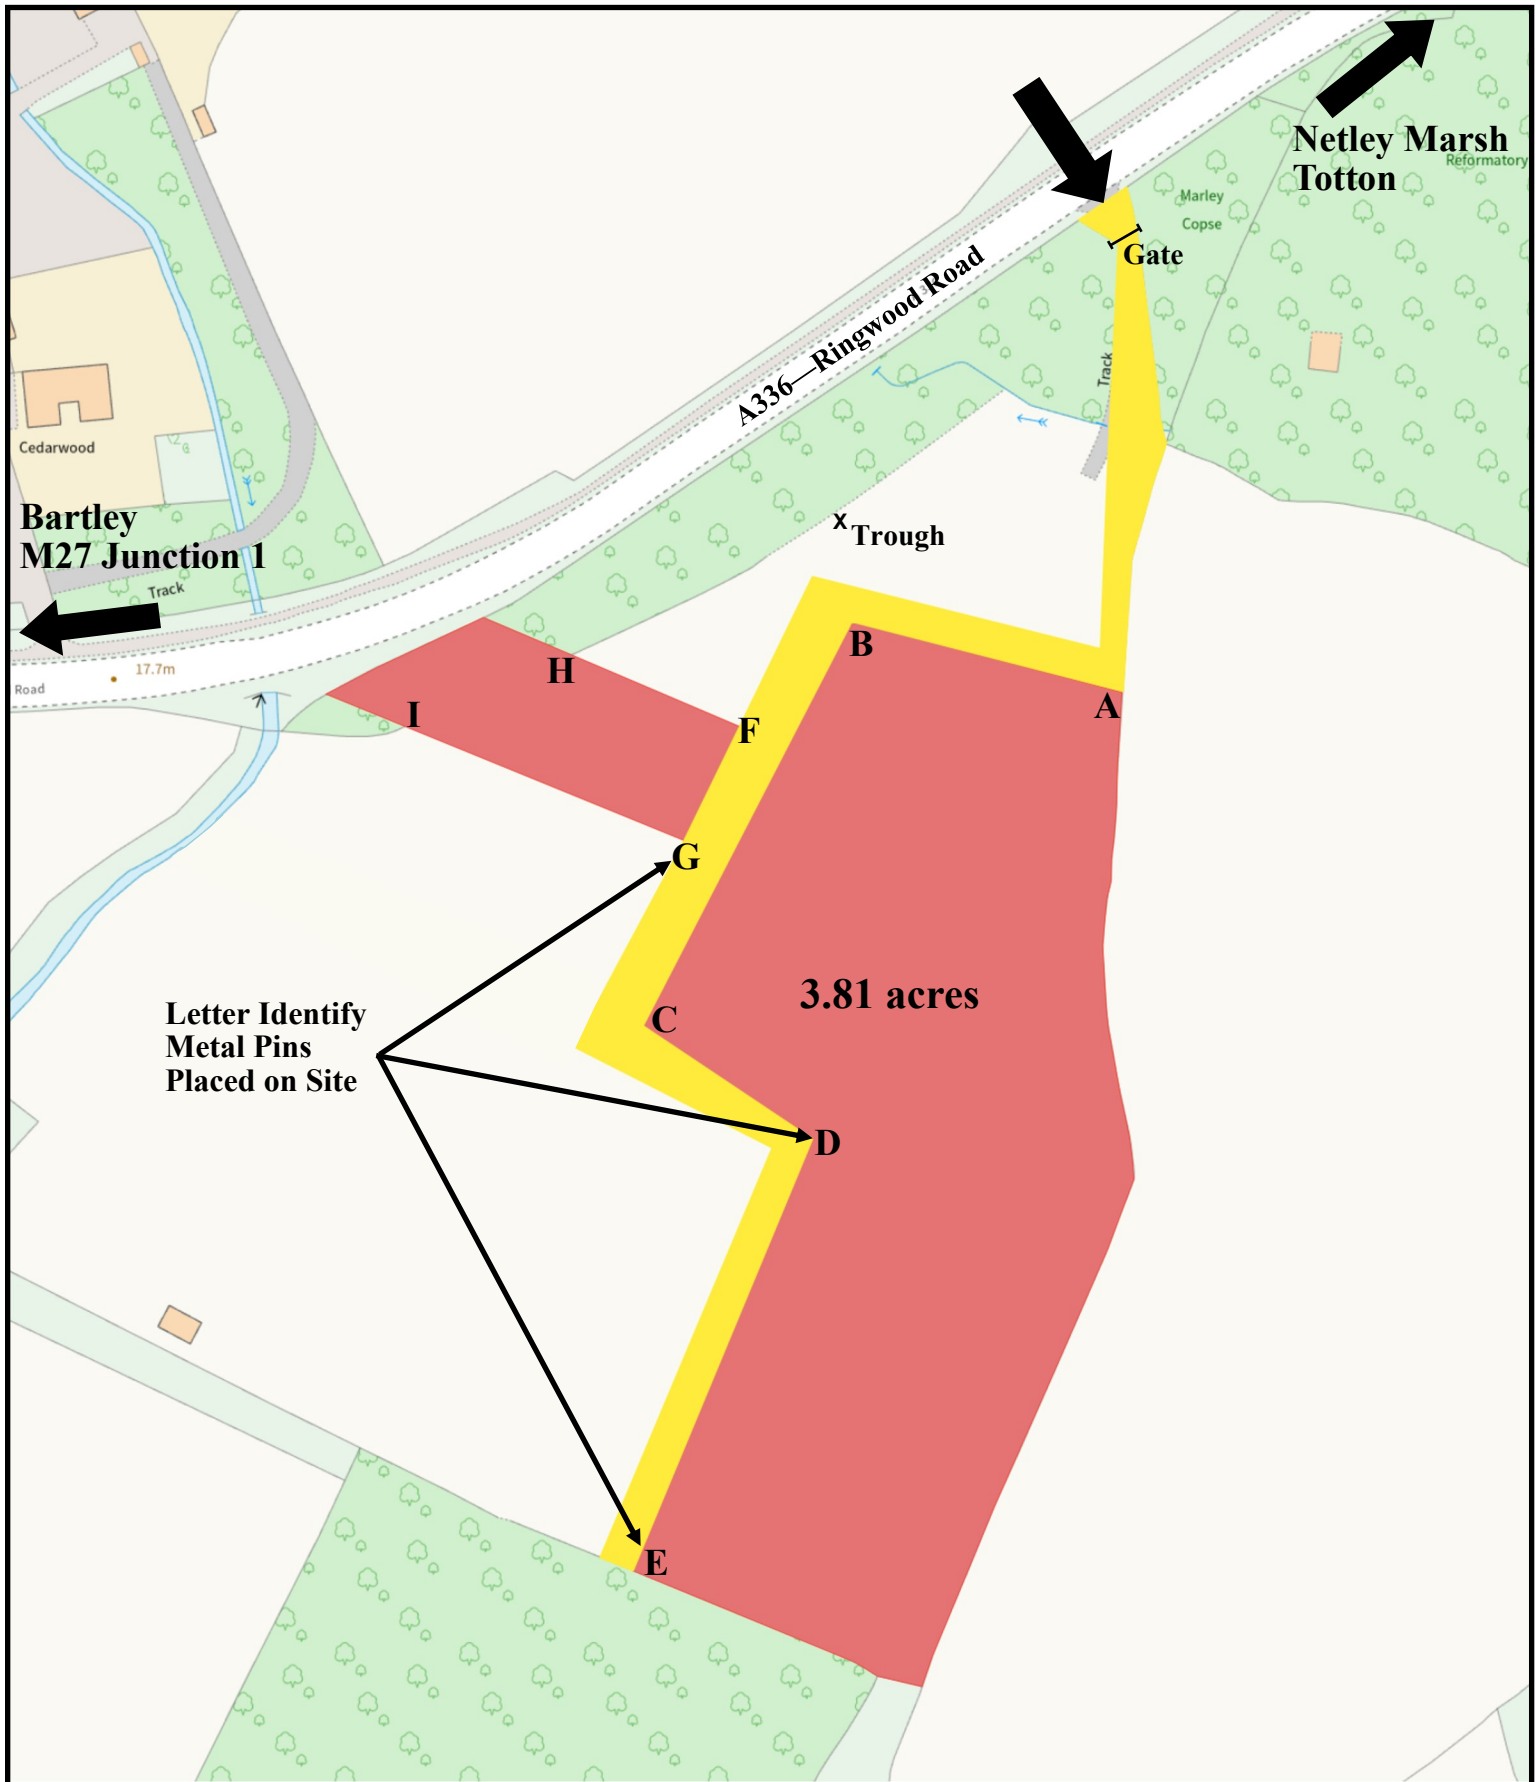 Netley Marsh
Totton
Reformatory
Marley
Copse
Gate
A336—Ringwood Road
Track
Cedarwood
Bartley
M27 Junction 1
Track
x Trough
17.7m
Road
B
A
H
I
F
G
3.81 acres
C
Letter Identify
Metal Pins
Placed on Site
D
E